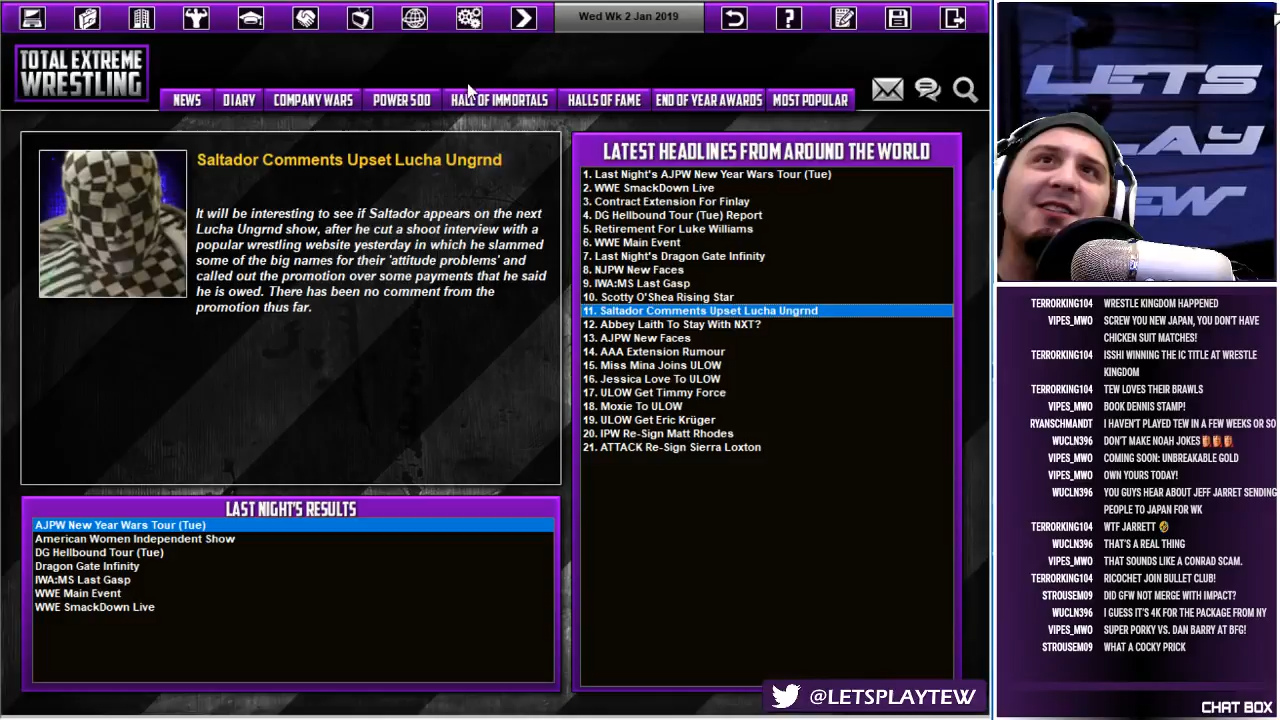 Wed Wk 2 Jan 2019
TOTAL EXTREME
WRESTLING
NEWS
DIARY
COMPANY WARS
POWER 500
HALL OF IMMORTALS
HALLS OF FAME
END OF YEAR AWARDS
MOST POPULAR
Saltador Comments Upset Lucha Ungrnd
It will be interesting to see if Saltador appears on the next
Lucha Ungrnd show, after he cut a shoot interview with a
popular wrestling website yesterday in which he slammed
some of the big names for their 'attitude problems' and
called out the promotion over some payments that he said
he is owed. There has been no comment from the
promotion thus far.
LATEST HEADLINES FROM AROUND THE WORLD
1. Last Night's AJPW New Year Wars Tour (Tue)
2. WWE SmackDown Live
3. Contract Extension For Finlay
4. DG Hellbound Tour (Tue) Report
5. Retirement For Luke Williams
6. WWE Main Event
7. Last Night's Dragon Gate Infinity
8. NJPW New Faces
9. IWA:MS Last Gasp
10. Scotty O'Shea Rising Star
11. Saltador Comments Upset Lucha Ungrnd
12. Abbey Laith To Stay With NXT?
13. AJPW New Faces
14. AAA Extension Rumour
15. Miss Mina Joins ULOW
16. Jessica Love To ULOW
17. ULOW Get Timmy Force
18. Moxie To ULOW
19. ULOW Get Eric Krüger
20. IPW Re-Sign Matt Rhodes
21. ATTACK Re-Sign Sierra Loxton
LAST NIGHT'S RESULTS
AJPW New Year Wars Tour (Tue)
American Women Independent Show
DG Hellbound Tour (Tue)
Dragon Gate Infinity
IWA:MS Last Gasp
WWE Main Event
WWE SmackDown Live
@LETSPLAYTEW
LETS
PLAY
TEW
TERRORKING104 WRESTLE KINGDOM HAPPENED
VIPES_MWO SCREW YOU NEW JAPAN, YOU DON'T HAVE
CHICKEN SUIT MATCHES!
TERRORKING104 ISSHI WINNING THE IC TITLE AT WRESTLE
KINGDOM
TERRORKING104 TEW LOVES THEIR BRAWLS
VIPES_MWO BOOK DENNIS STAMP!
RYANSCHMANDT I HAVEN'T PLAYED TEW IN A FEW WEEKS OR SO
WUCLN396 DON'T MAKE NOAH JOKES
VIPES_MWO COMING SOON: UNBREAKABLE GOLD
VIPES_MWO OWN YOURS TODAY!
WUCLN396 YOU GUYS HEAR ABOUT JEFF JARRET SENDING
PEOPLE TO JAPAN FOR WK
TERRORKING104 WTF JARRETT
WUCLN396 THAT'S A REAL THING
VIPES_MWO THAT SOUNDS LIKE A CONRAD SCAM.
TERRORKING104 RICOCHET JOIN BULLET CLUB!
STROUSEM09 DID GFW NOT MERGE WITH IMPACT?
WUCLN396 I GUESS IT'S 4K FOR THE PACKAGE FROM NY
VIPES_MWO SUPER PORKY VS. DAN BARRY AT BFG!
STROUSEM09 WHAT A COCKY PRICK
CHAT BOX